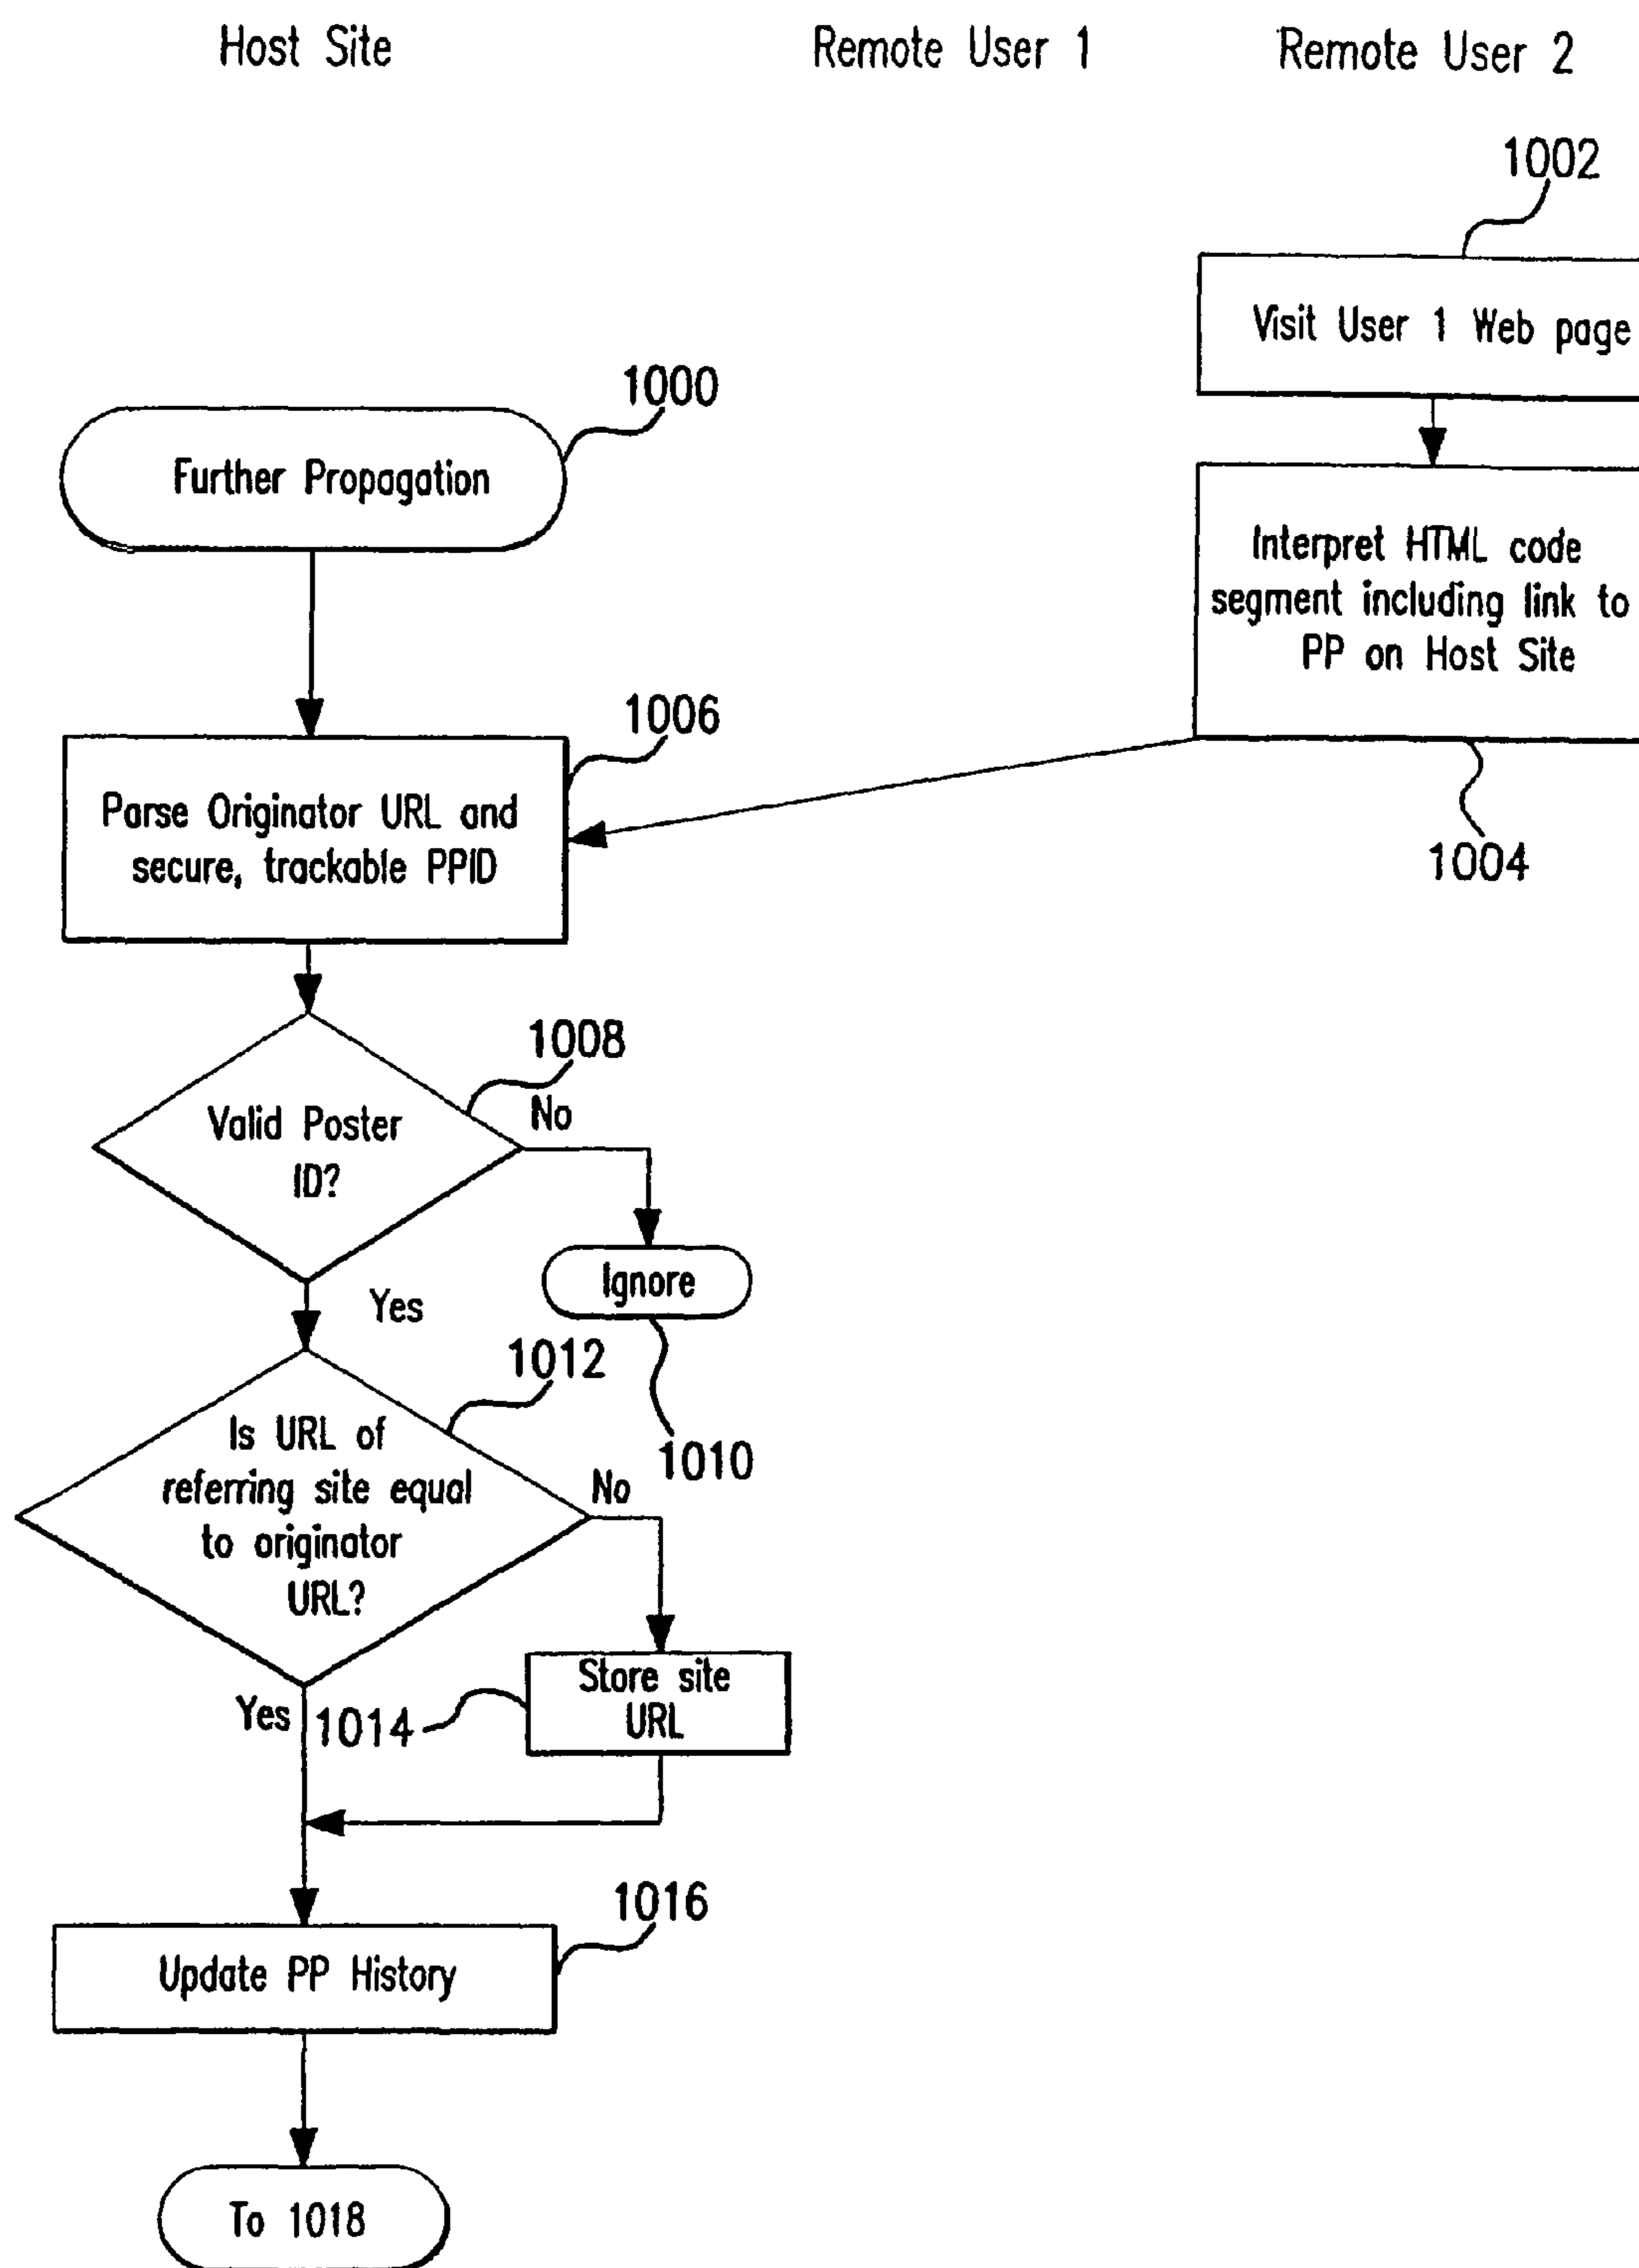 Host Site
Remote User 1
Remote User 2
1002
Visit User 1 Web page
1000
Further Propagation
Interpret HTML code
segment including link to
PP on Host Site
1004
1006
Parse Originator URL and
secure, trackable PPID
1008
Valid Poster
ID?
No
Ignore
1010
Yes
1012
Is URL of
referring site equal
to originator
URL?
No
Store site
URL
1014
Yes
1016
Update PP History
To 1018